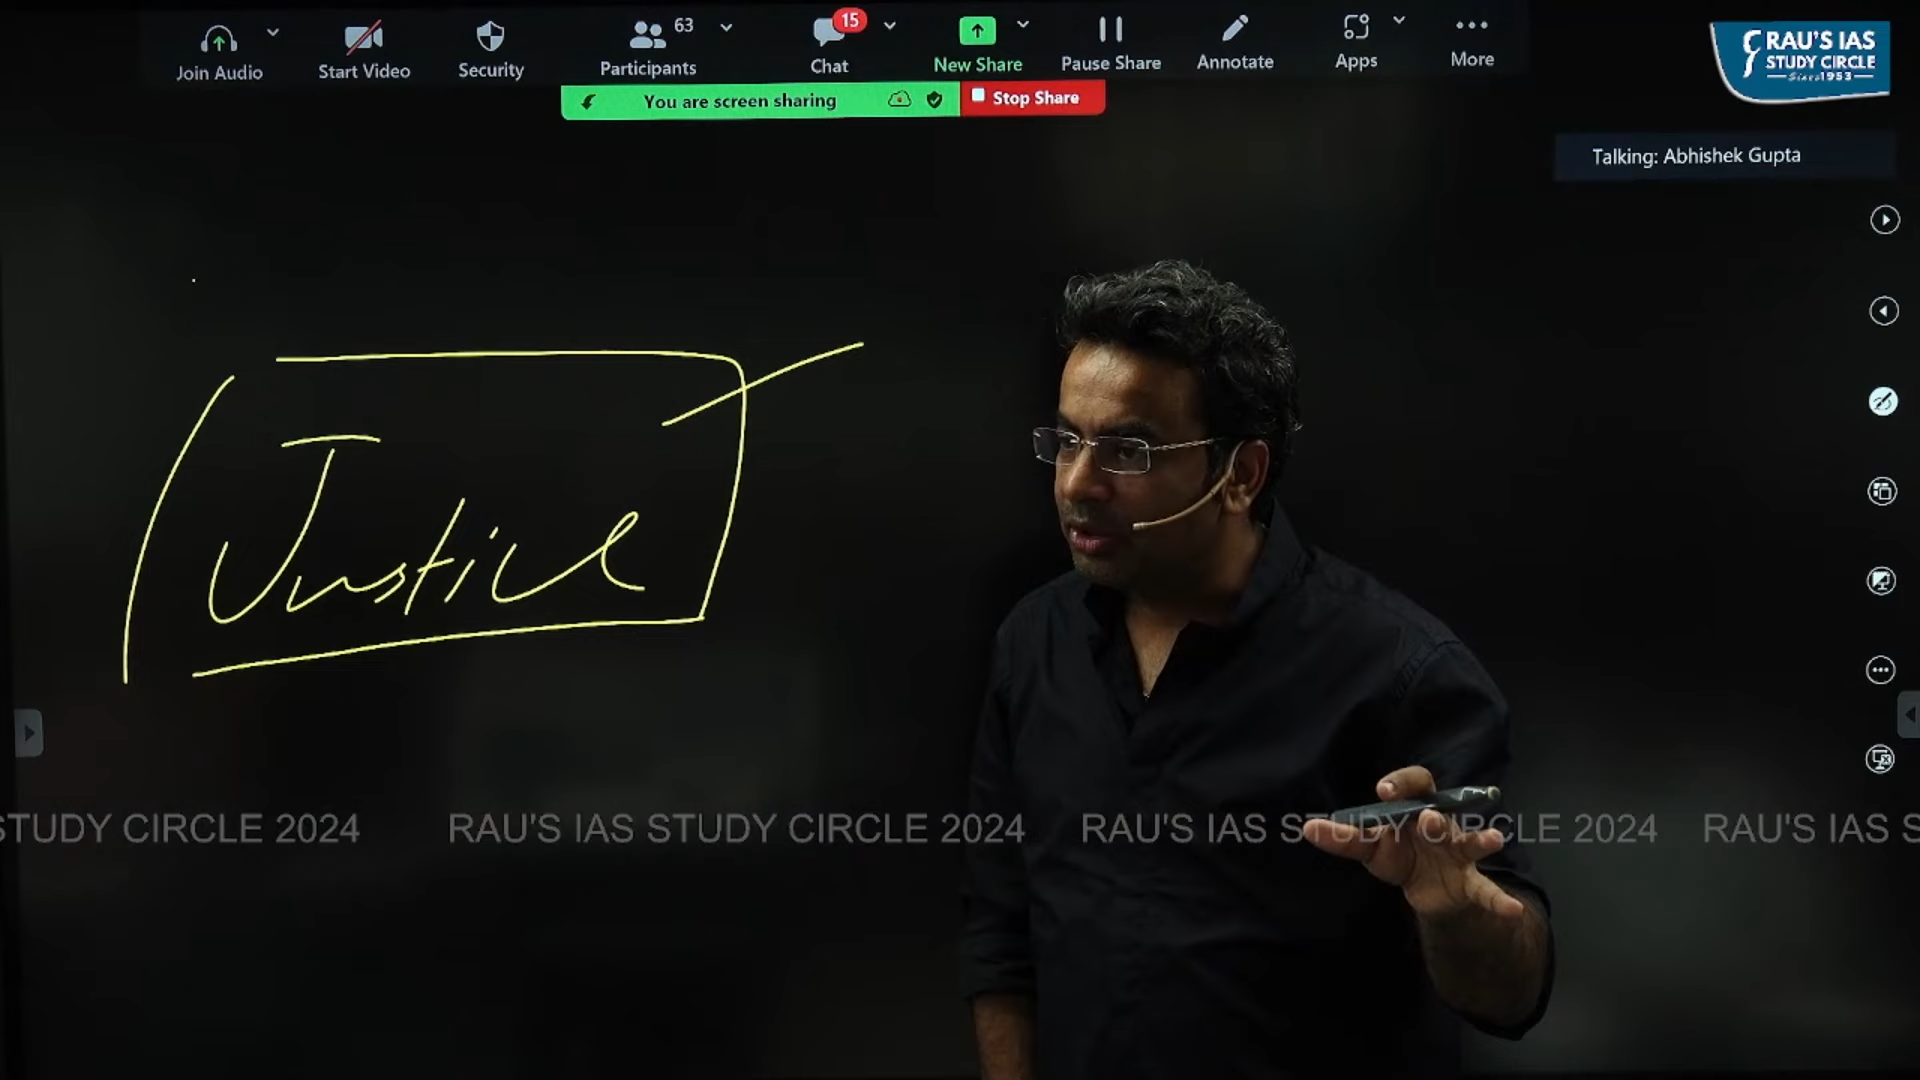 63
15
Join Audio
Start Video
Security
Participants
Chat
New Share
Pause Share
Annotate
Apps
More
RAU'S IAS
STUDY CIRCLE
Since 1953
You are screen sharing
Stop Share
Talking: Abhishek Gupta
Justice
STUDY CIRCLE 2024 RAU'S IAS STUDY CIRCLE 2024 RAU'S IAS STUDY CIRCLE 2024 RAU'S IAS S